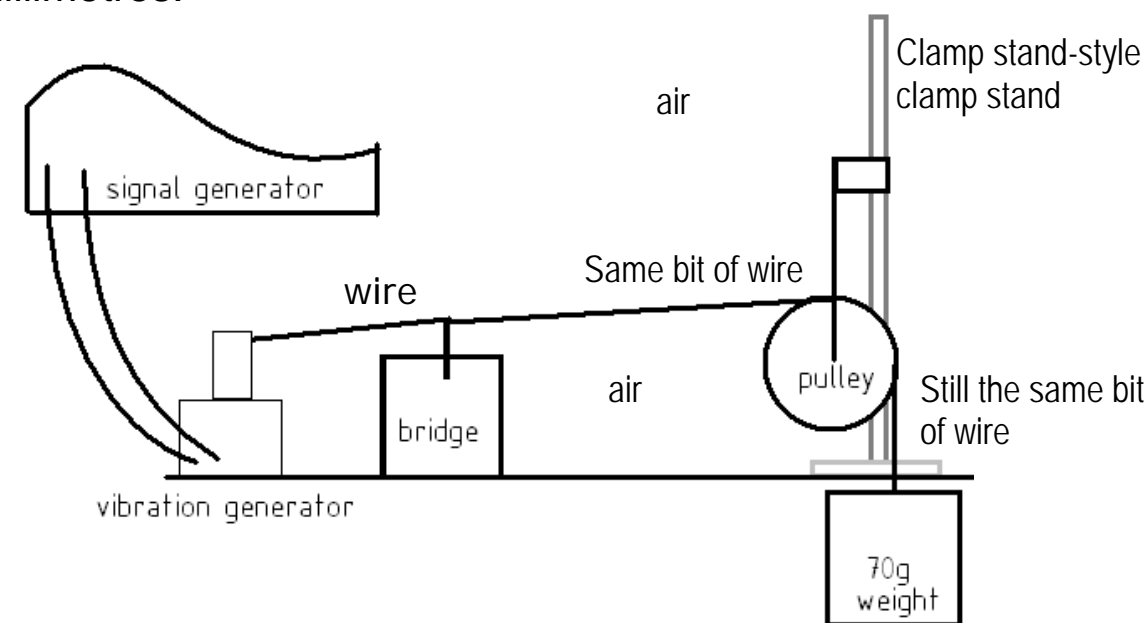 Clamp stand-style
clamp stand
air
signal generator
Same bit of wire
wire
pulley
air
Still the same bit
of wire
bridge
vibration generator
70g
weight